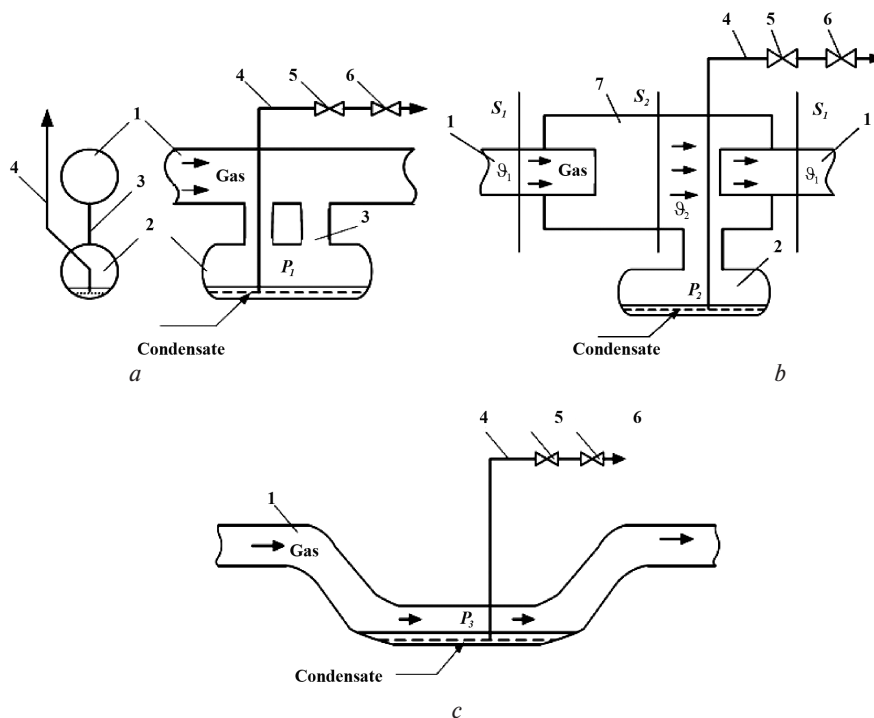 4 5 6
1
Gas
4
3
3
2
P₁
Condensate
a
4 5 6
S₁ 7 S₂ S₁
1 1
ϑ₁ Gas ϑ₁
ϑ₂
2
P₂
Condensate
b
4 5 6
1
Gas
P₃
Condensate
c